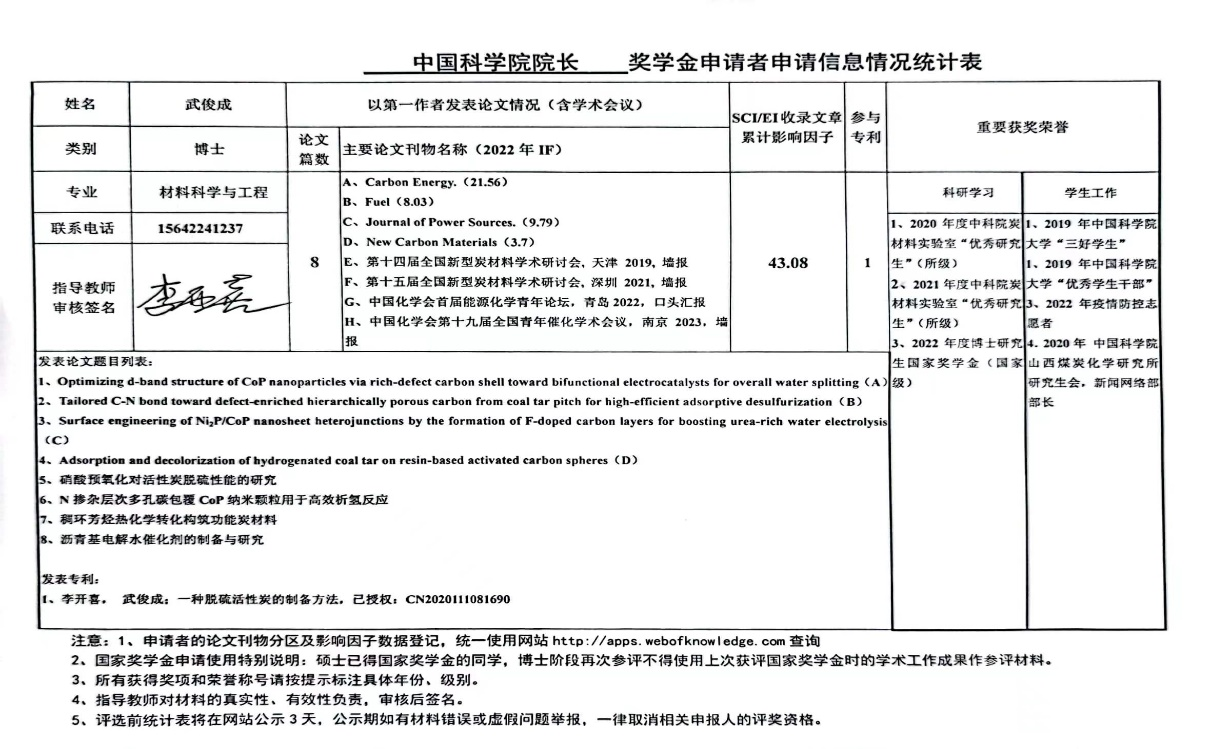 中国科学院院长 奖学金申请者申请信息情况统计表
姓名
武俊成
以第一作者发表论文情况（含学术会议）
SCI/EI收录文章
累计影响因子
参与
专利
重要获奖荣誉
类别
博士
论文
篇数
主要论文刊物名称（2022 年 IF）
专业
材料科学与工程
联系电话
15642241237
指导教师
审核签名
8
A、Carbon Energy.（21.56）
B、Fuel（8.03）
C、Journal of Power Sources.（9.79）
D、New Carbon Materials（3.7）
E、第十四届全国新型炭材料学术研讨会, 天津 2019, 墙报
F、第十五届全国新型炭材料学术研讨会, 深圳 2021, 墙报
G、中国化学会首届能源化学青年论坛，青岛 2022，口头汇报
H、中国化学会第十九届全国青年催化学术会议，南京 2023，墙
报
43.08
1
科研学习
1、2020 年度中科院炭
材料实验室“优秀研究
生”（所级）
2、2021 年度中科院炭
材料实验室“优秀研究
生”（所级）
3、2022 年度博士研究
生国家奖学金（国家
级）
学生工作
1、2019 年中国科学院
大学“三好学生”
1、2019 年中国科学院
大学“优秀学生干部”
3、2022 年疫情防控志
愿者
4. 2020年 中国科学院
山西煤炭化学研究所
研究生会，新闻网络部
部长
发表论文题目列表：
1、Optimizing d-band structure of CoP nanoparticles via rich-defect carbon shell toward bifunctional electrocatalysts for overall water splitting（A）
2、Tailored C-N bond toward defect-enriched hierarchically porous carbon from coal tar pitch for high-efficient adsorptive desulfurization（B）
3、Surface engineering of Ni₂P/CoP nanosheet heterojunctions by the formation of F-doped carbon layers for boosting urea-rich water electrolysis
（C）
4、Adsorption and decolorization of hydrogenated coal tar on resin-based activated carbon spheres（D）
5、硝酸预氧化对活性炭脱硫性能的研究
6、N 掺杂层次多孔碳包覆 CoP 纳米颗粒用于高效析氢反应
7、稠环芳烃热化学转化构筑功能炭材料
8、沥青基电解水催化剂的制备与研究
发表专利：
1、李开喜， 武俊成；一种脱硫活性炭的制备方法，已授权：CN2020111081690
注意：1、申请者的论文刊物分区及影响因子数据登记，统一使用网站 http://apps.webofknowledge.com 查询
2、国家奖学金申请使用特别说明：硕士已得国家奖学金的同学，博士阶段再次参评不得使用上次获评国家奖学金时的学术工作成果作参评材料。
3、所有获得奖项和荣誉称号请按提示标注具体年份、级别。
4、指导教师对材料的真实性、有效性负责，审核后签名。
5、评选前统计表将在网站公示 3 天，公示期如有材料错误或虚假问题举报，一律取消相关申报人的评奖资格。